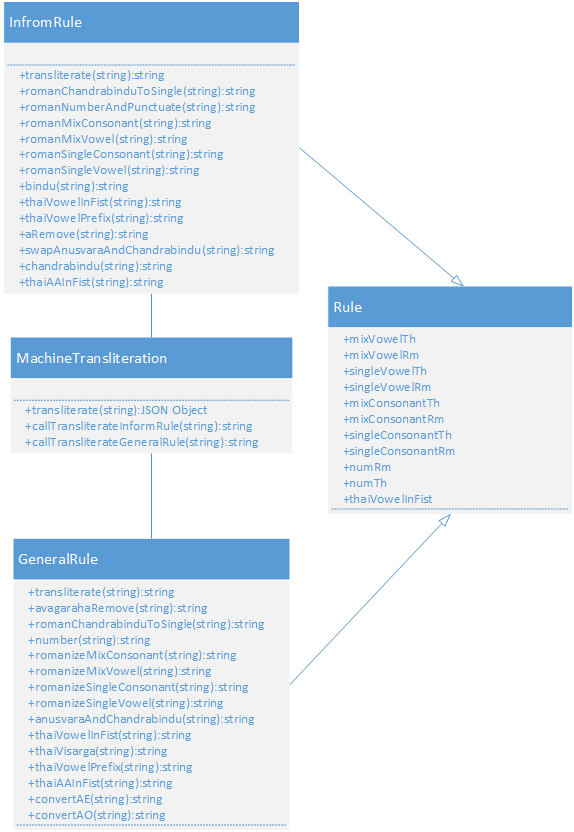 InfromRule
+transliterate(string):string
+romanChandrabinduToSingle(string):string
+romanNumberAndPunctuate(string):string
+romanMixConsonant(string):string
+romanMixVowel(string):string
+romanSingleConsonant(string):string
+romanSingleVowel(string):string
+bindu(string):string
+thaiVowelInFist(string):string
+thaiVowelPrefix(string):string
+aRemove(string):string
+swapAnusvaraAndChandrabindu(string):string
+chandrabindu(string):string
+thaiAAInFist(string):string
MachineTransliteration
+transliterate(string):JSON Object
+callTransliterateInformRule(string):string
+callTransliterateGeneralRule(string):string
GeneralRule
+transliterate(string):string
+avagarahaRemove(string):string
+romanChandrabinduToSingle(string):string
+number(string):string
+romanizeMixConsonant(string):string
+romanizeMixVowel(string):string
+romanizeSingleConsonant(string):string
+romanizeSingleVowel(string):string
+anusvaraAndChandrabindu(string):string
+thaiVowelInFist(string):string
+thaiVisarga(string):string
+thaiVowelPrefix(string):string
+thaiAAInFist(string):string
+convertAE(string):string
+convertAO(string):string
Rule
+mixVowelTh
+mixVowelRm
+singleVowelTh
+singleVowelRm
+mixConsonantTh
+mixConsonantRm
+singleConsonantTh
+singleConsonantRm
+numRm
+numTh
+thaiVowelInFist